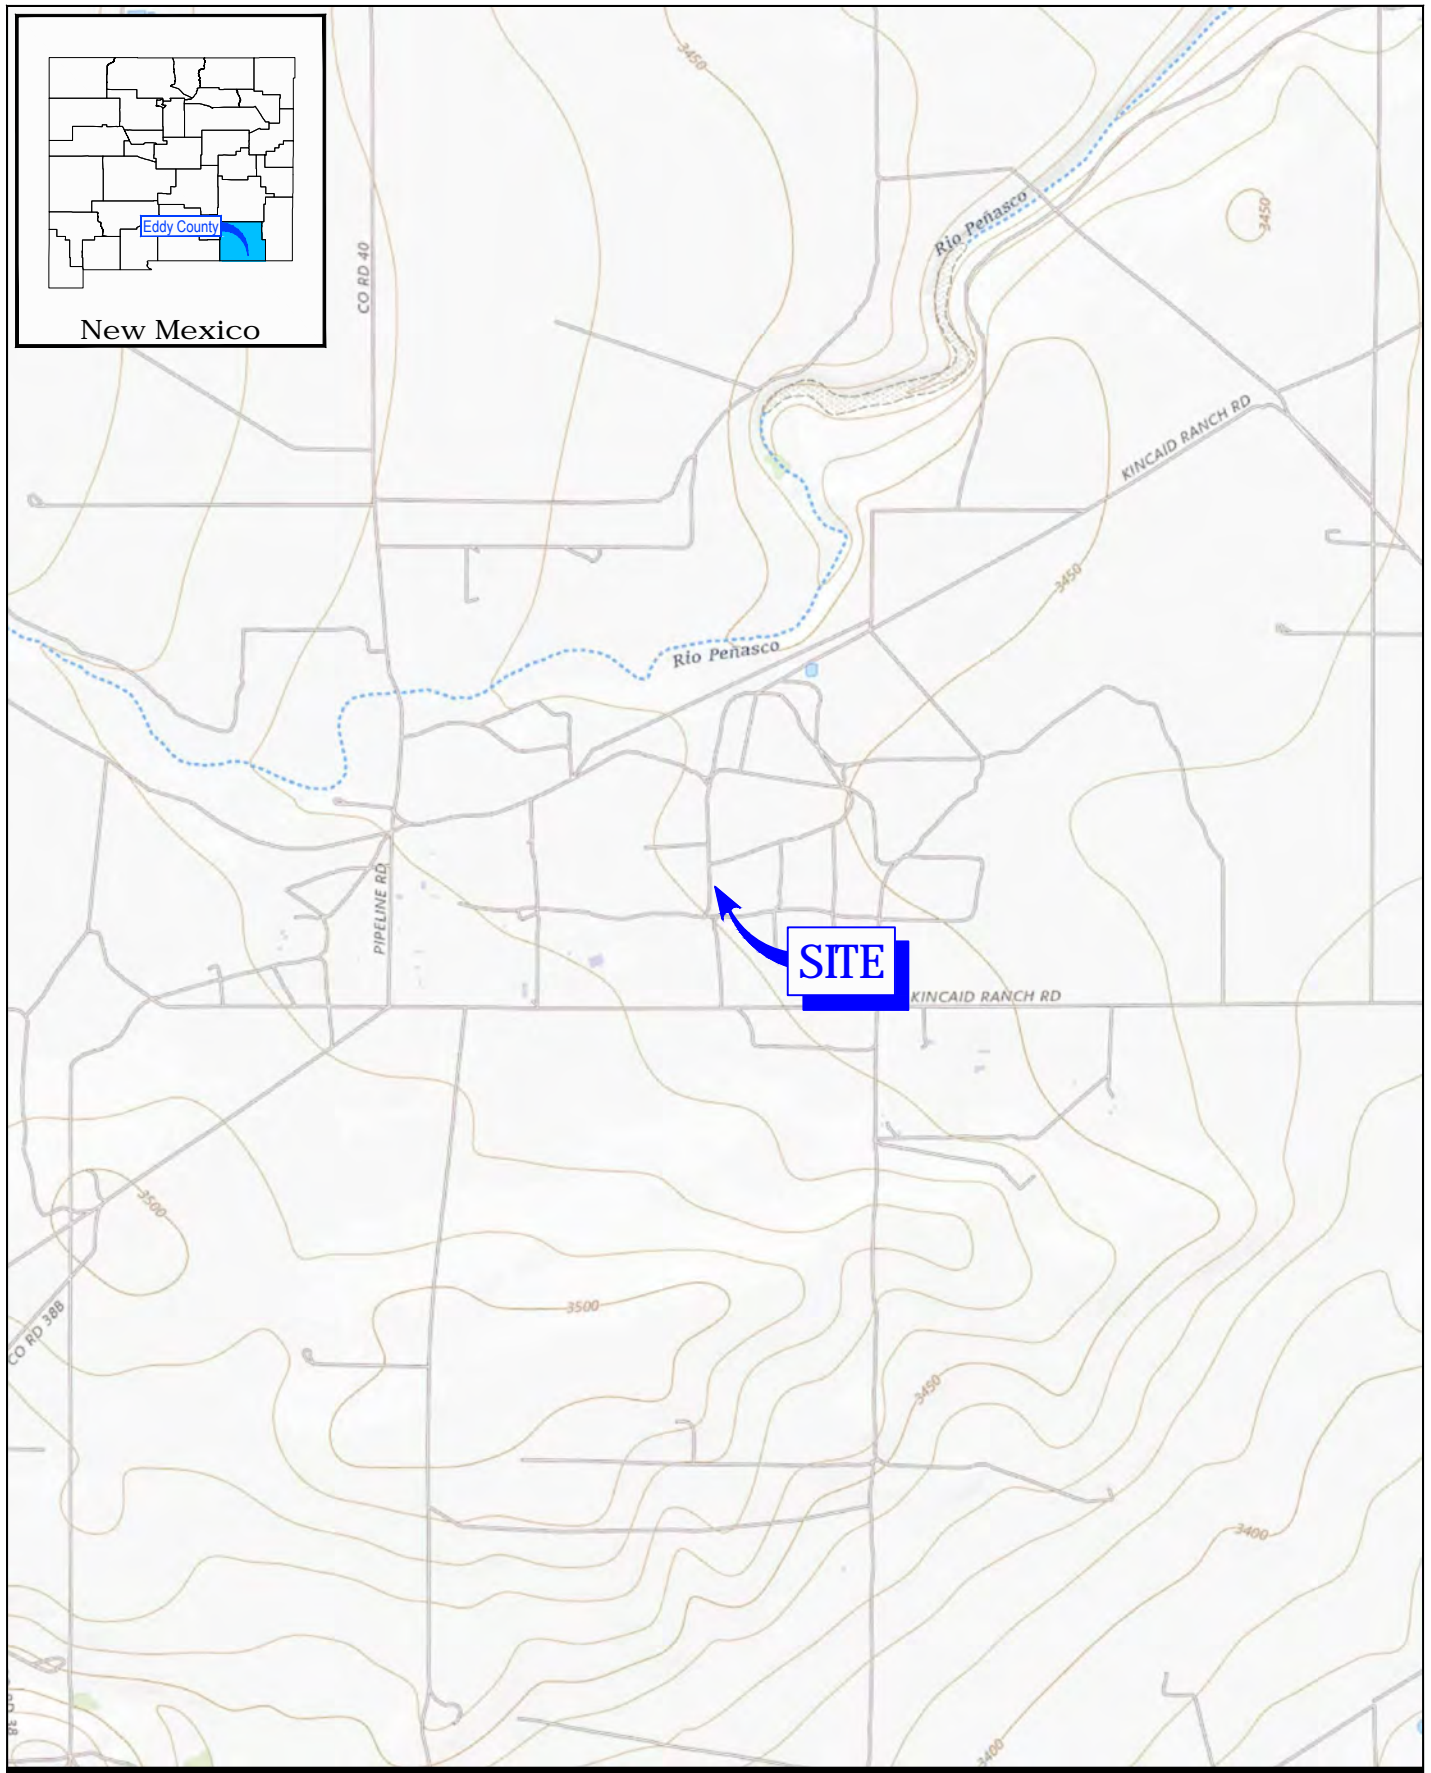 3450
Eddy County
New Mexico
CO RD 40
Rio Peñasco
3450
KINCAID RANCH RD
3450
Rio Peñasco
PIPELINE RD
SITE
KINCAID RANCH RD
3500
3500
CO RD 38B
3450
3400
3400